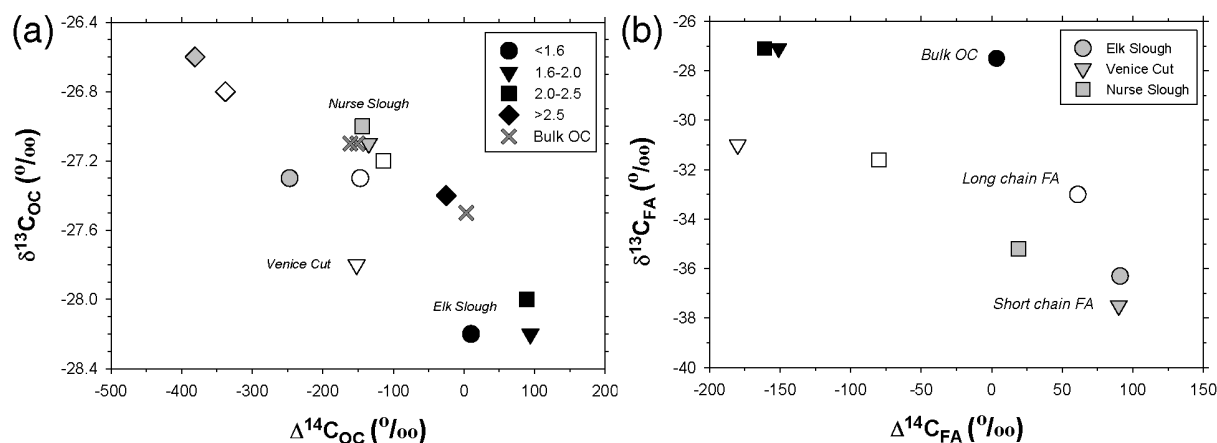 (a)
-26.4
-26.8
-27.2
-27.6
-28.0
-28.4
δ13COC (o/oo)
<1.6
1.6-2.0
2.0-2.5
>2.5
Bulk OC
Nurse Slough
Venice Cut
Elk Slough
-500 -400 -300 -200 -100 0 100 200
Δ14COC (o/oo)
(b)
-26
-28
-30
-32
-34
-36
-38
-40
δ13CFA (o/oo)
Elk Slough
Venice Cut
Nurse Slough
Bulk OC
Long chain FA
Short chain FA
-200 -150 -100 -50 0 50 100 150
Δ14CFA (o/oo)